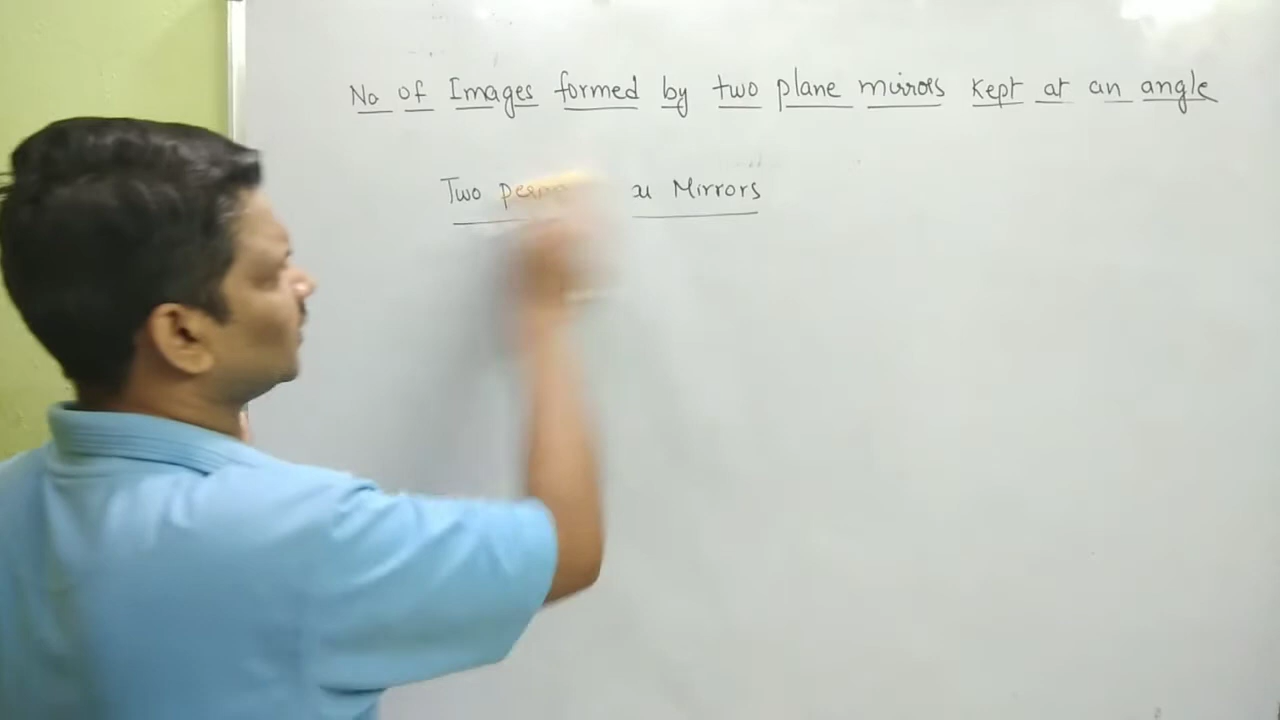 No of Images formed by two plane mirrors kept at an angle
Two Mirrors